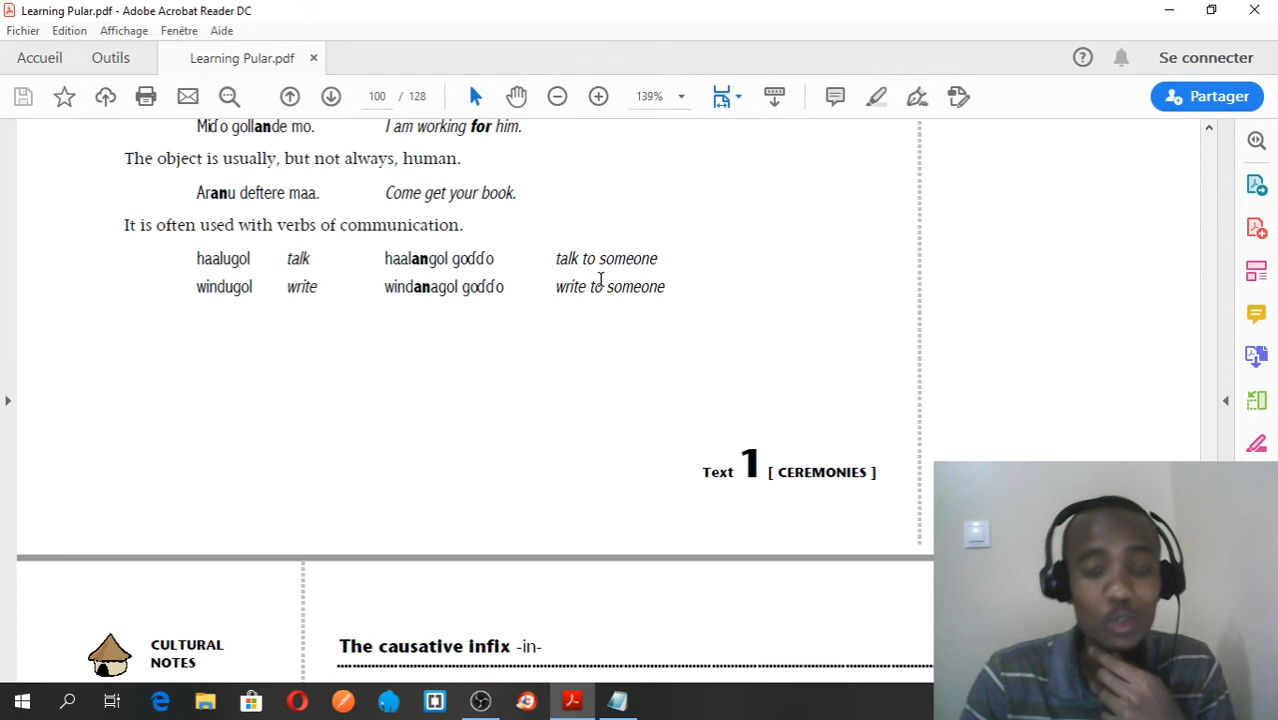 Learning Pular.pdf - Adobe Acrobat Reader DC
Fichier Edition Affichage Fenêtre Aide
Accueil Outils Learning Pular.pdf × Se connecter
100 / 128 139% Partager
Miɗo gollande mo. I am working for him.
The object is usually, but not always, human.
Aranu deftere maa. Come get your book.
It is often used with verbs of communication.
haalugol talk haalangol goɗɗo talk to someone
windugol write windanagol goɗɗo write to someone
Text 1 [ CEREMONIES ]
CULTURAL
NOTES
The causative infix -in-